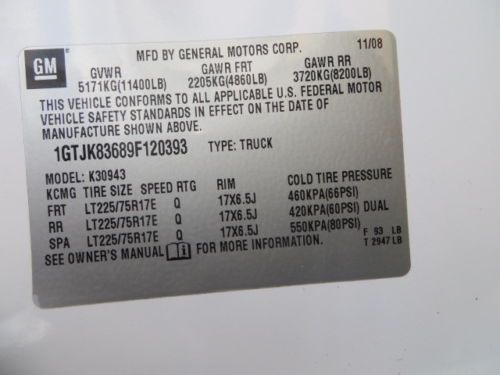 GM
MFD BY GENERAL MOTORS CORP. 11/08
GVWR GAWR FRT GAWR RR
5171KG(11400LB) 2205KG(4860LB) 3720KG(8200LB)
THIS VEHICLE CONFORMS TO ALL APPLICABLE U.S. FEDERAL MOTOR
VEHICLE SAFETY STANDARDS IN EFFECT ON THE DATE OF
MANUFACTURE SHOWN ABOVE.
1GTJK83689F120393 TYPE: TRUCK
MODEL: K30943
KCMG TIRE SIZE SPEED RTG RIM COLD TIRE PRESSURE
FRT LT225/75R17E Q 17X6.5J 460KPA(66PSI)
RR LT225/75R17E Q 17X6.5J 420KPA(60PSI) DUAL
SPA LT225/75R17E Q 17X6.5J 550KPA(80PSI)
SEE OWNER'S MANUAL FOR MORE INFORMATION.
F 93 LB
T 2947 LB